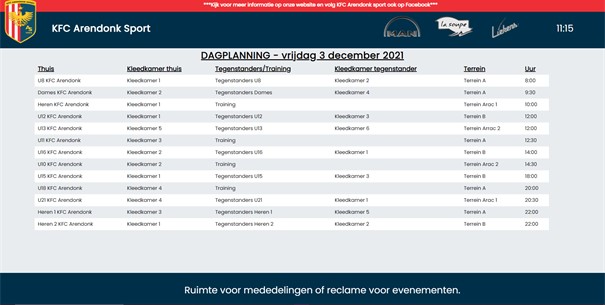 ***Kijk voor meer informatie op onze website en volg KFC Arendonk sport ook op Facebook***
KFC Arendonk Sport
la soupe
11:15
DAGPLANNING - vrijdag 3 december 2021
Thuis Kleedkamer thuis Tegenstanders/Training Kleedkamer tegenstander Terrein Uur
U8 KFC Arendonk Kleedkamer 1 Tegenstanders U8 Kleedkamer 2 Terrein A 8:00
Dames KFC Arendonk Kleedkamer 2 Tegenstanders Dames Kleedkamer 4 Terrein A 9:30
Heren KFC Arendonk Kleedkamer 1 Training Terrein Arac 1 10:00
U12 KFC Arendonk Kleedkamer 1 Tegenstanders U12 Kleedkamer 3 Terrein B 12:00
U13 KFC Arendonk Kleedkamer 5 Tegenstanders U13 Kleedkamer 6 Terrein Arrac 2 12:00
U11 KFC Arendonk Kleedkamer 3 Training Terrein A 12:30
U16 KFC Arendonk Kleedkamer 2 Tegenstanders U16 Kleedkamer 1 Terrein B 14:00
U10 KFC Arendonk Kleedkamer 2 Training Terrein Arac 2 14:30
U15 KFC Arendonk Kleedkamer 1 Tegenstanders U15 Kleedkamer 3 Terrein B 18:00
U18 KFC Arendonk Kleedkamer 4 Training Terrein A 20:00
U21 KFC Arendonk Kleedkamer 4 Tegenstanders U21 Kleedkamer 1 Terrein Arac 1 20:30
Heren 1 KFC Arendonk Kleedkamer 3 Tegenstanders Heren 1 Kleedkamer 5 Terrein A 22:00
Heren 2 KFC Arendonk Kleedkamer 1 Tegenstanders Heren 2 Kleedkamer 2 Terrein B 22:00
Ruimte voor mededelingen of reclame voor evenementen.